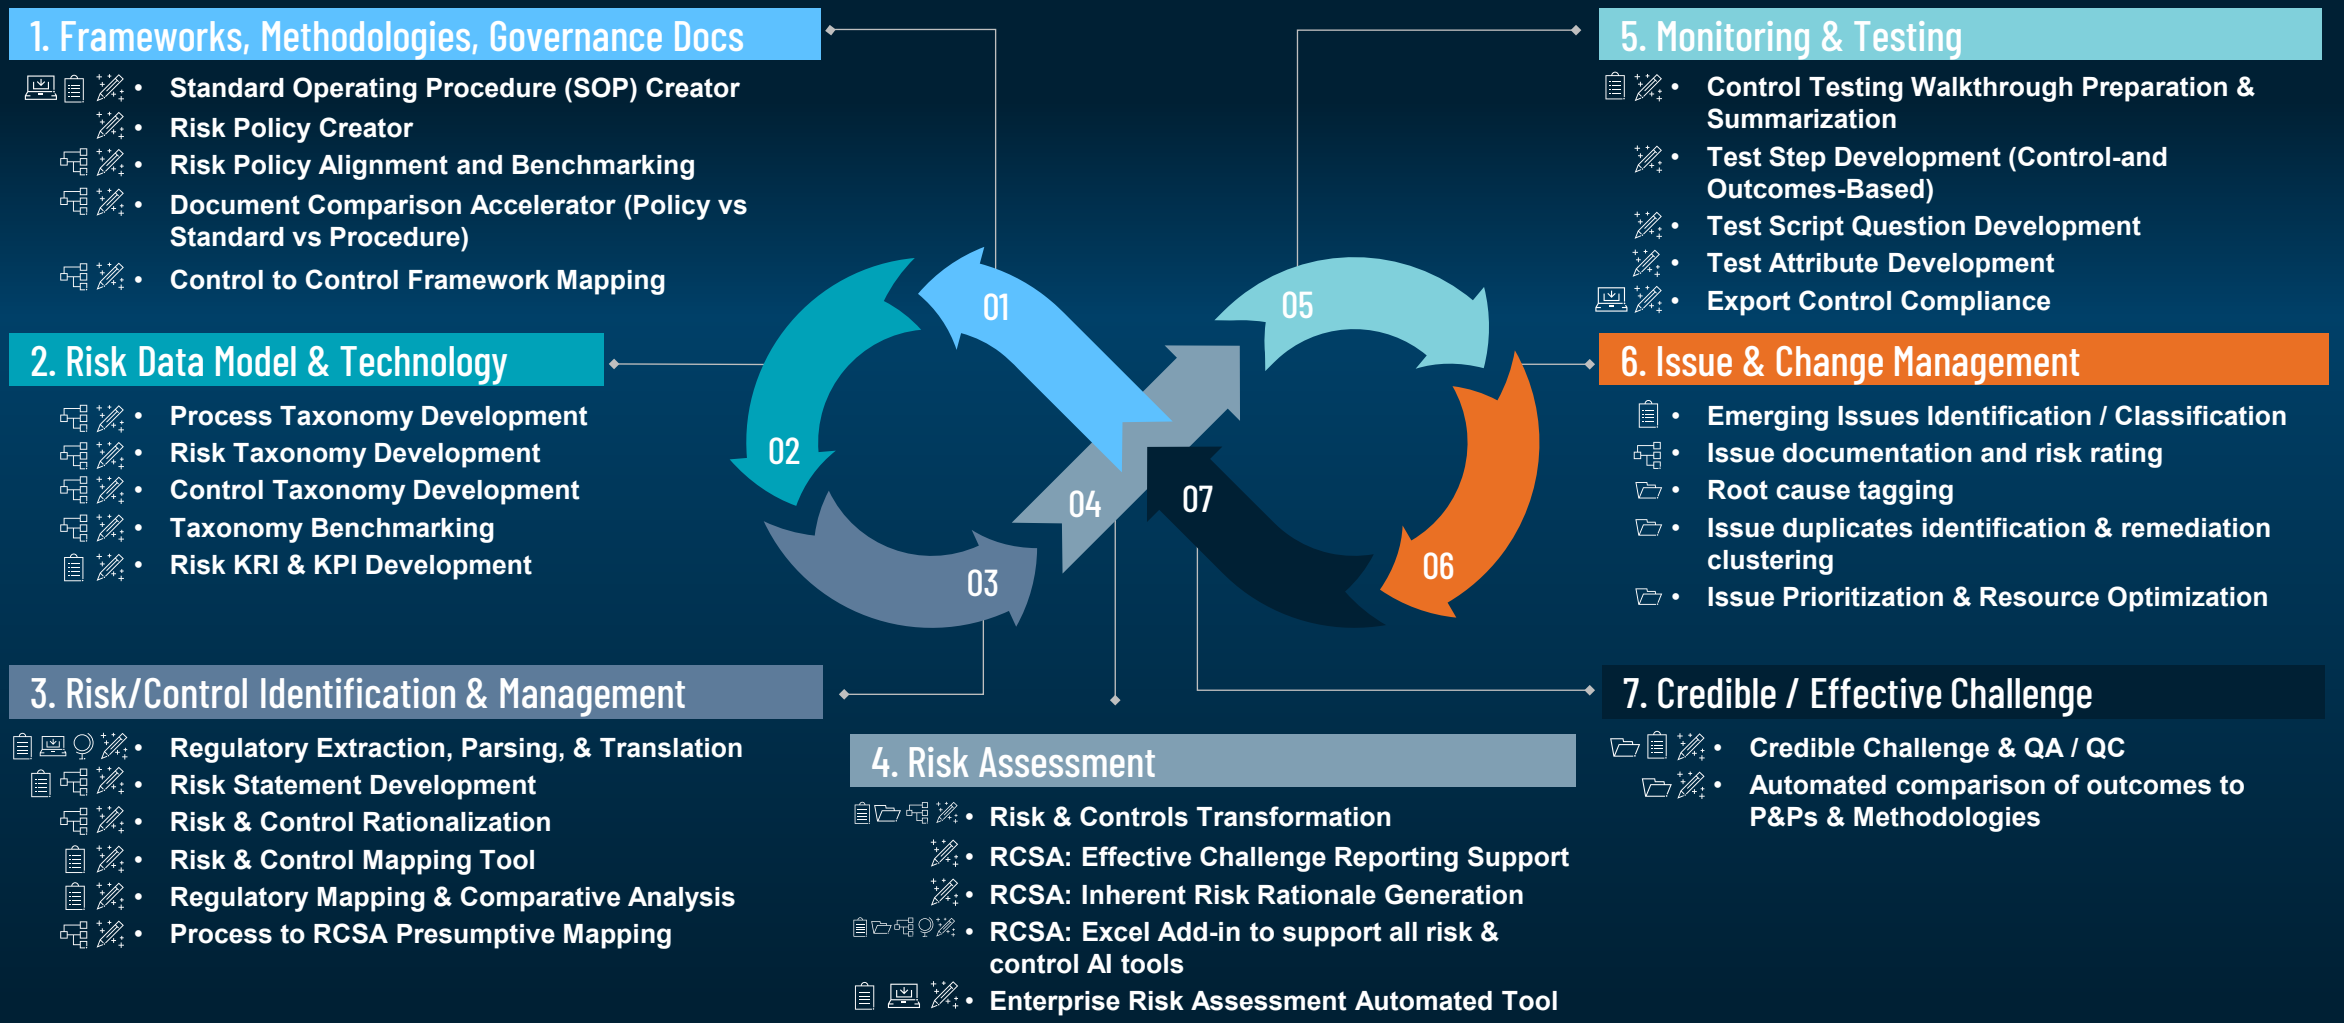 1. Frameworks, Methodologies, Governance Docs
• Standard Operating Procedure (SOP) Creator
• Risk Policy Creator
• Risk Policy Alignment and Benchmarking
• Document Comparison Accelerator (Policy vs
Standard vs Procedure)
• Control to Control Framework Mapping
2. Risk Data Model & Technology
• Process Taxonomy Development
• Risk Taxonomy Development
• Control Taxonomy Development
• Taxonomy Benchmarking
• Risk KRI & KPI Development
3. Risk/Control Identification & Management
• Regulatory Extraction, Parsing, & Translation
• Risk Statement Development
• Risk & Control Rationalization
• Risk & Control Mapping Tool
• Regulatory Mapping & Comparative Analysis
• Process to RCSA Presumptive Mapping
01
02
03
04
05
06
07
4. Risk Assessment
• Risk & Controls Transformation
• RCSA: Effective Challenge Reporting Support
• RCSA: Inherent Risk Rationale Generation
• RCSA: Excel Add-in to support all risk &
control AI tools
• Enterprise Risk Assessment Automated Tool
5. Monitoring & Testing
• Control Testing Walkthrough Preparation &
Summarization
• Test Step Development (Control-and
Outcomes-Based)
• Test Script Question Development
• Test Attribute Development
• Export Control Compliance
6. Issue & Change Management
• Emerging Issues Identification / Classification
• Issue documentation and risk rating
• Root cause tagging
• Issue duplicates identification & remediation
clustering
• Issue Prioritization & Resource Optimization
7. Credible / Effective Challenge
• Credible Challenge & QA / QC
• Automated comparison of outcomes to
P&Ps & Methodologies